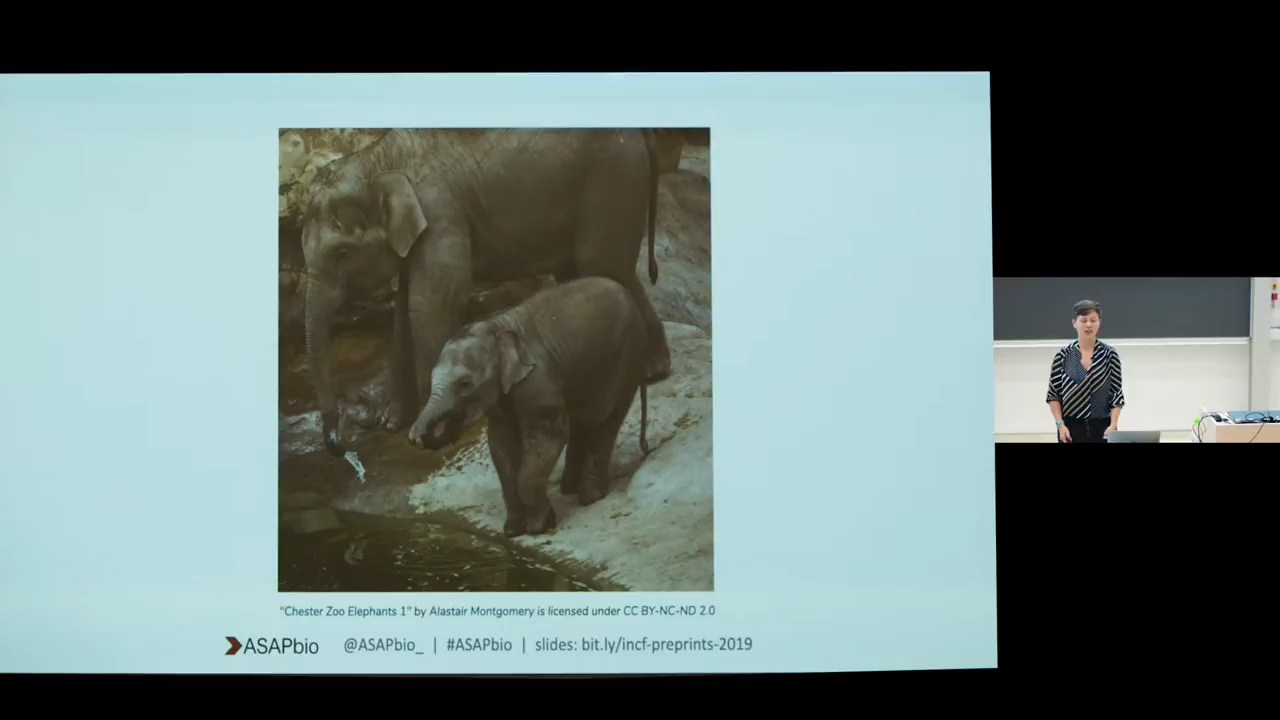 "Chester Zoo Elephants 1" by Alastair Montgomery is licensed under CC BY-NC-ND 2.0
ASAPbio @ASAPbio_ | #ASAPbio | slides: bit.ly/incf-preprints-2019